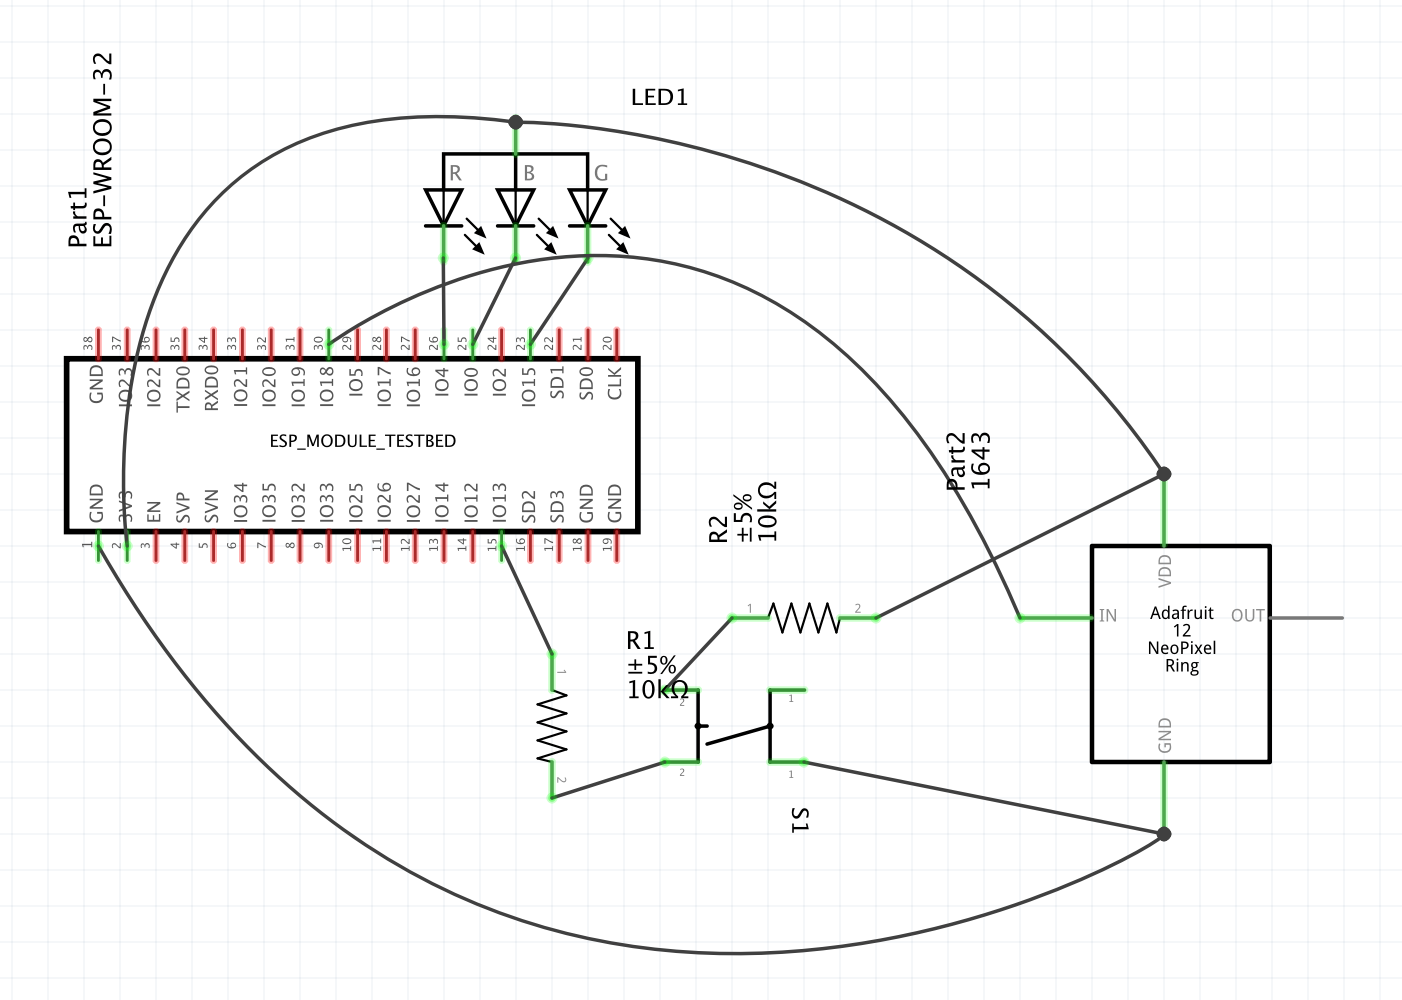 Part1
ESP-WROOM-32
LED1
R
B
G
38
37
36
35
34
33
32
31
30
29
28
27
26
25
24
23
22
21
20
GND
IO23
IO22
TXD0
RXD0
IO21
IO20
IO19
IO18
IO5
IO17
IO16
IO4
IO0
IO2
IO15
SD1
SD0
CLK
ESP_MODULE_TESTBED
GND
3V3
EN
SVP
SVN
IO34
IO35
IO32
IO33
IO25
IO26
IO27
IO14
IO12
IO13
SD2
SD3
GND
GND
1
2
3
4
5
6
7
8
9
10
11
12
13
14
15
16
17
18
19
Part2
1643
R2
±5%
10kΩ
1
2
R1
±5%
10kΩ
1
2
2
1
2
1
S1
VDD
IN
OUT
Adafruit
12
NeoPixel
Ring
GND